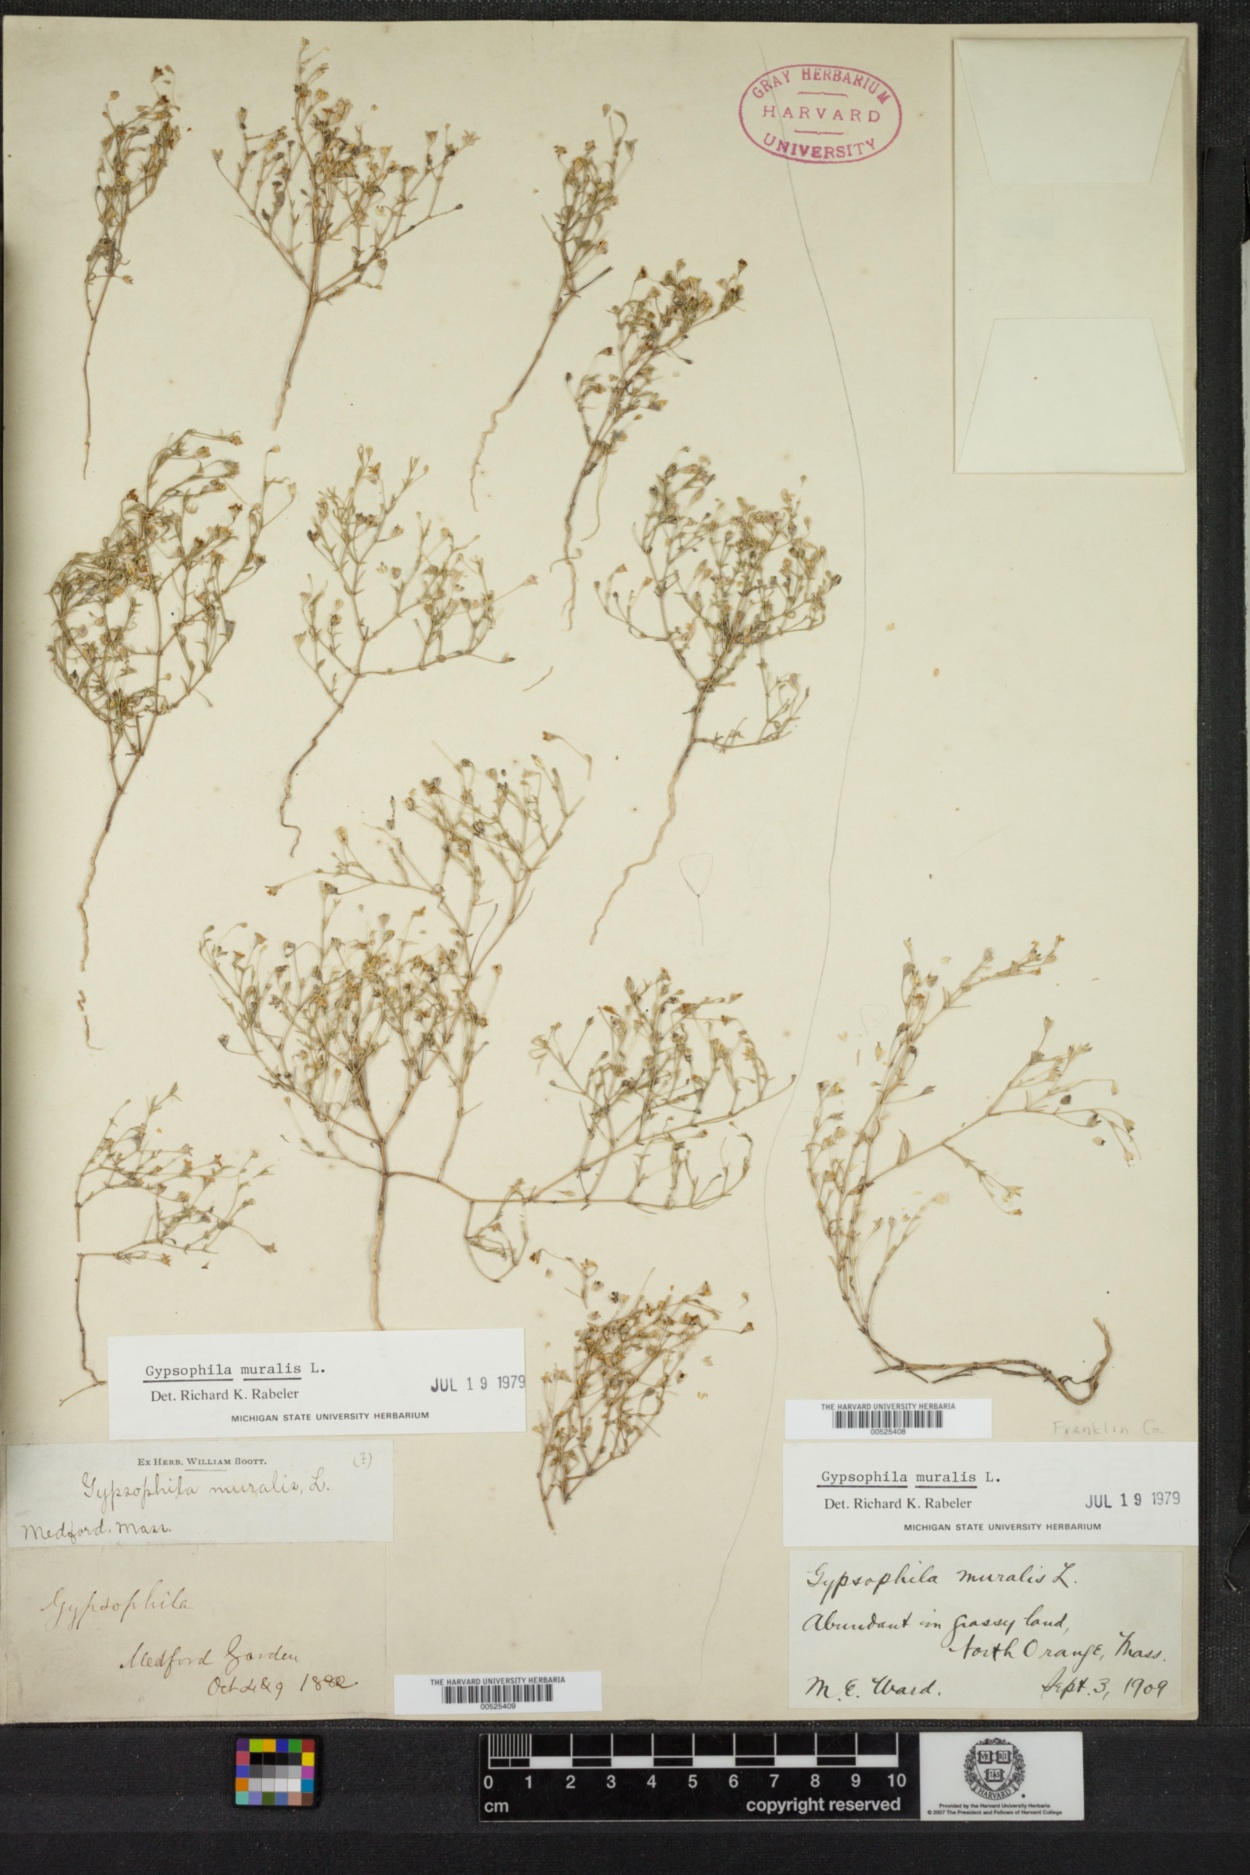 GRAY HERBARIUM
HARVARD
UNIVERSITY
Gypsophila muralis L.
Det. Richard K. Rabeler
JUL 19 1979
MICHIGAN STATE UNIVERSITY HERBARIUM
Ex Herb. William Boott.
(7)
Gypsophila muralis, L.
Medford. Mass.
Gypsophila
Medford Garden
Oct 4 & 9 1882
THE HARVARD UNIVERSITY HERBARIA
00525409
THE HARVARD UNIVERSITY HERBARIA
00525408
Franklin Co.
Gypsophila muralis L.
Det. Richard K. Rabeler
JUL 19 1979
MICHIGAN STATE UNIVERSITY HERBARIUM
Gypsophila muralis L.
Abundant in grassy land,
North Orange, Mass.
M. E. Ward. Sept. 3, 1909
0 1 2 3 4 5 6 7 8 9 10
cm copyright reserved
HARVARD
Provided by the Harvard University Herbaria
© 2007 The President and Fellows of Harvard College